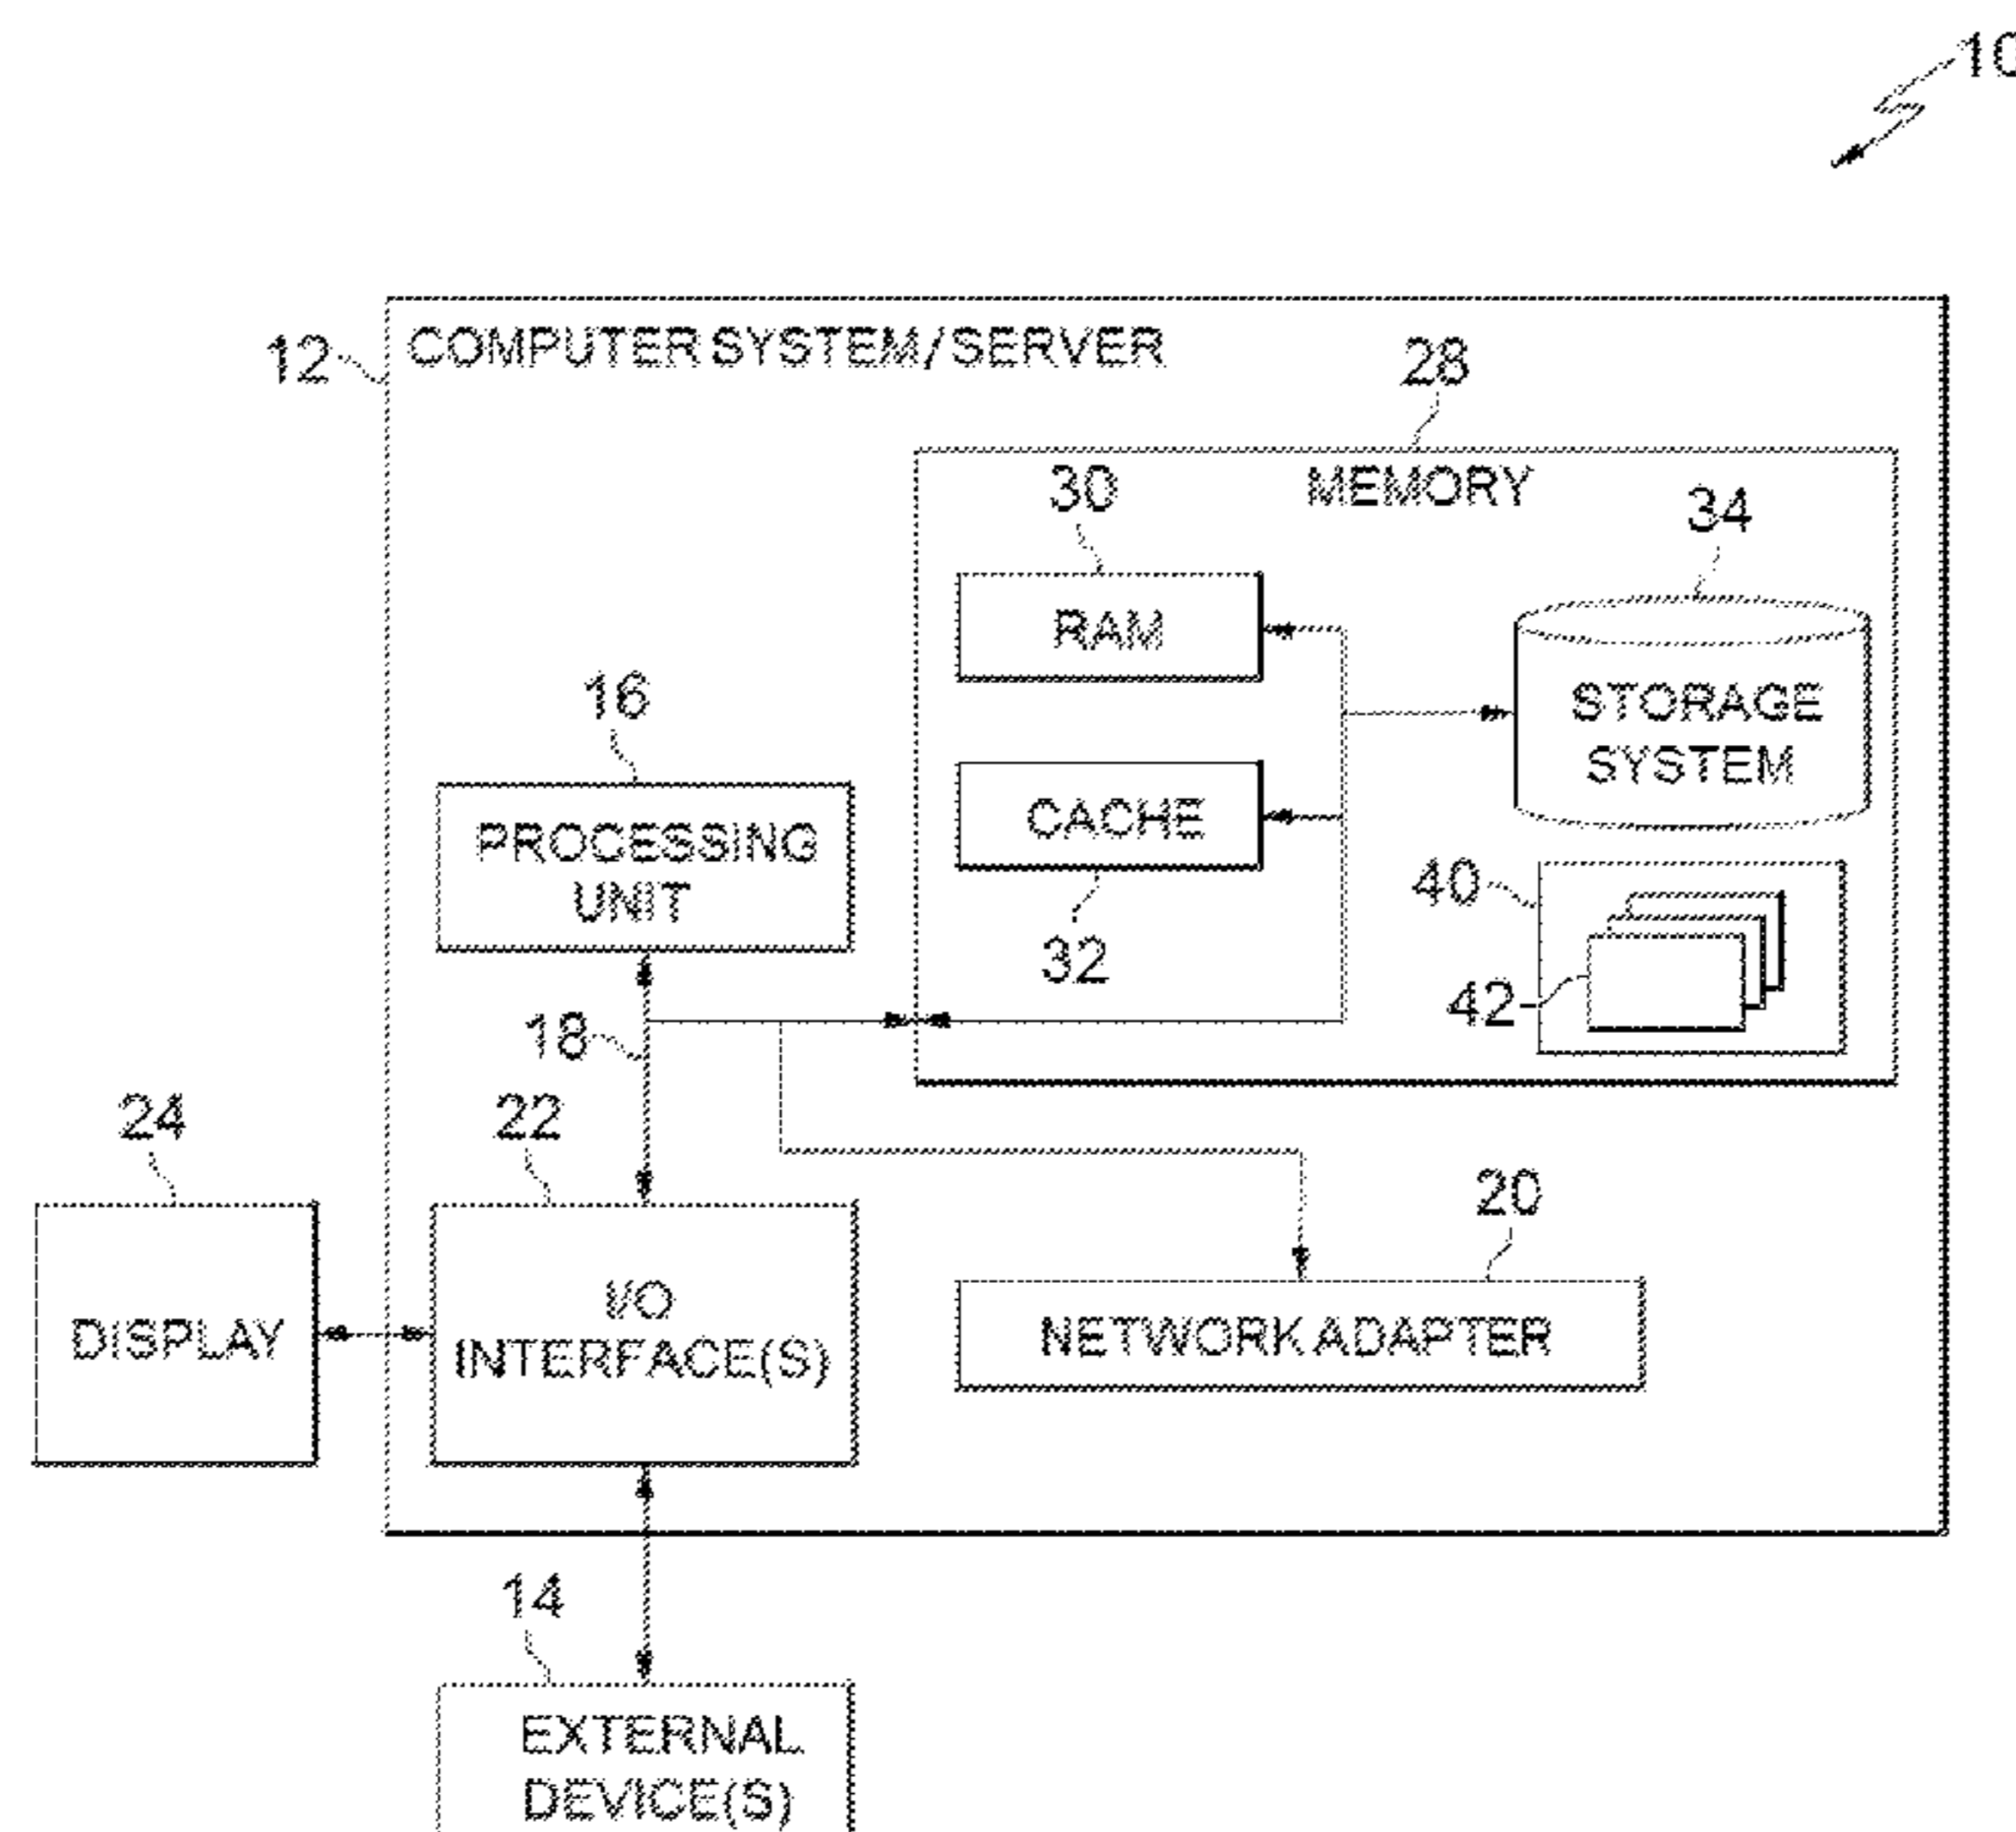 10
12
COMPUTER SYSTEM / SERVER
28
MEMORY
30
34
RAM
STORAGE
SYSTEM
16
CACHE
PROCESSING
UNIT
40
32
42
18
24
22
20
DISPLAY
I/O
INTERFACE(S)
NETWORK ADAPTER
14
EXTERNAL
DEVICE(S)